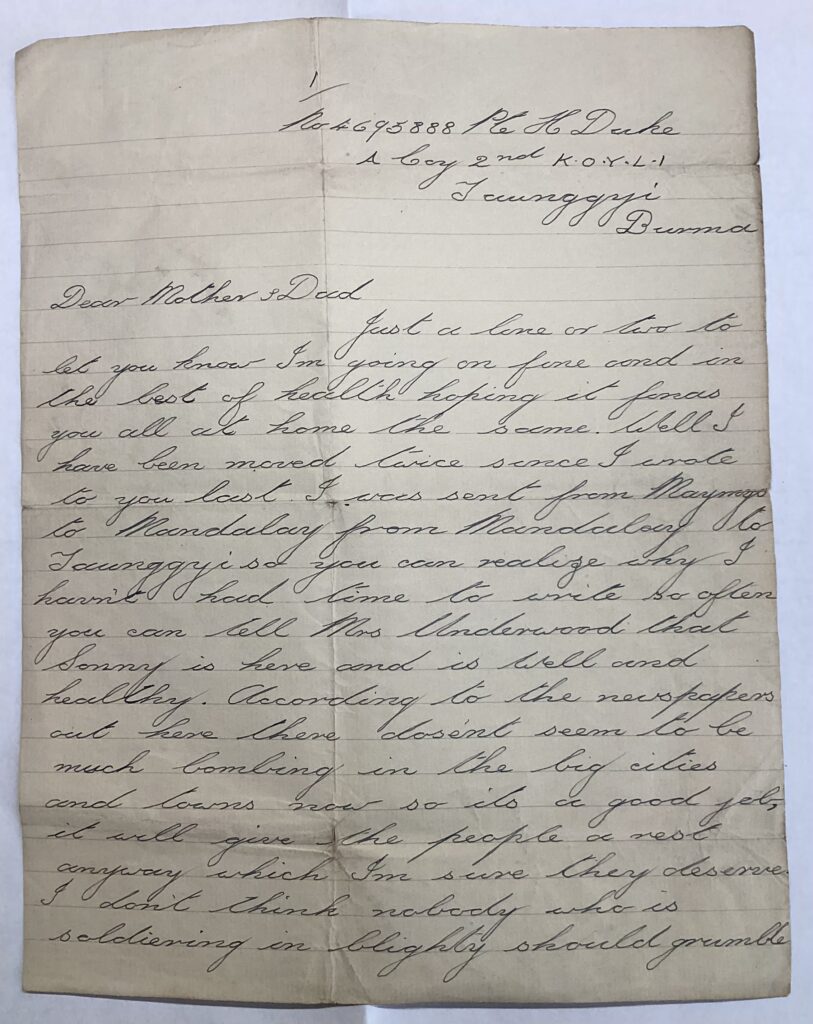 1
No 4695888 Pte H Duke
A Coy 2nd K.O.Y.L.I
Taunggyi
Burma
Dear Mother & Dad
Just a line or two to
let you know I'm going on fine and in
the best of health hoping it finds
you all at home the same. Well I
have been moved twice since I wrote
to you last. I was sent from Maymyo
to Mandalay from Mandalay to
Taunggyi so you can realize why I
havn't had time to write so often
you can tell Mrs Underwood that
Sonny is here and is well and
healthy. According to the newspapers
out here there dosent seem to be
much bombing in the big cities
and towns now so its a good job,
it will give the people a rest
anyway which I'm sure they deserve.
I don't think nobody who is
soldiering in blighty should grumble